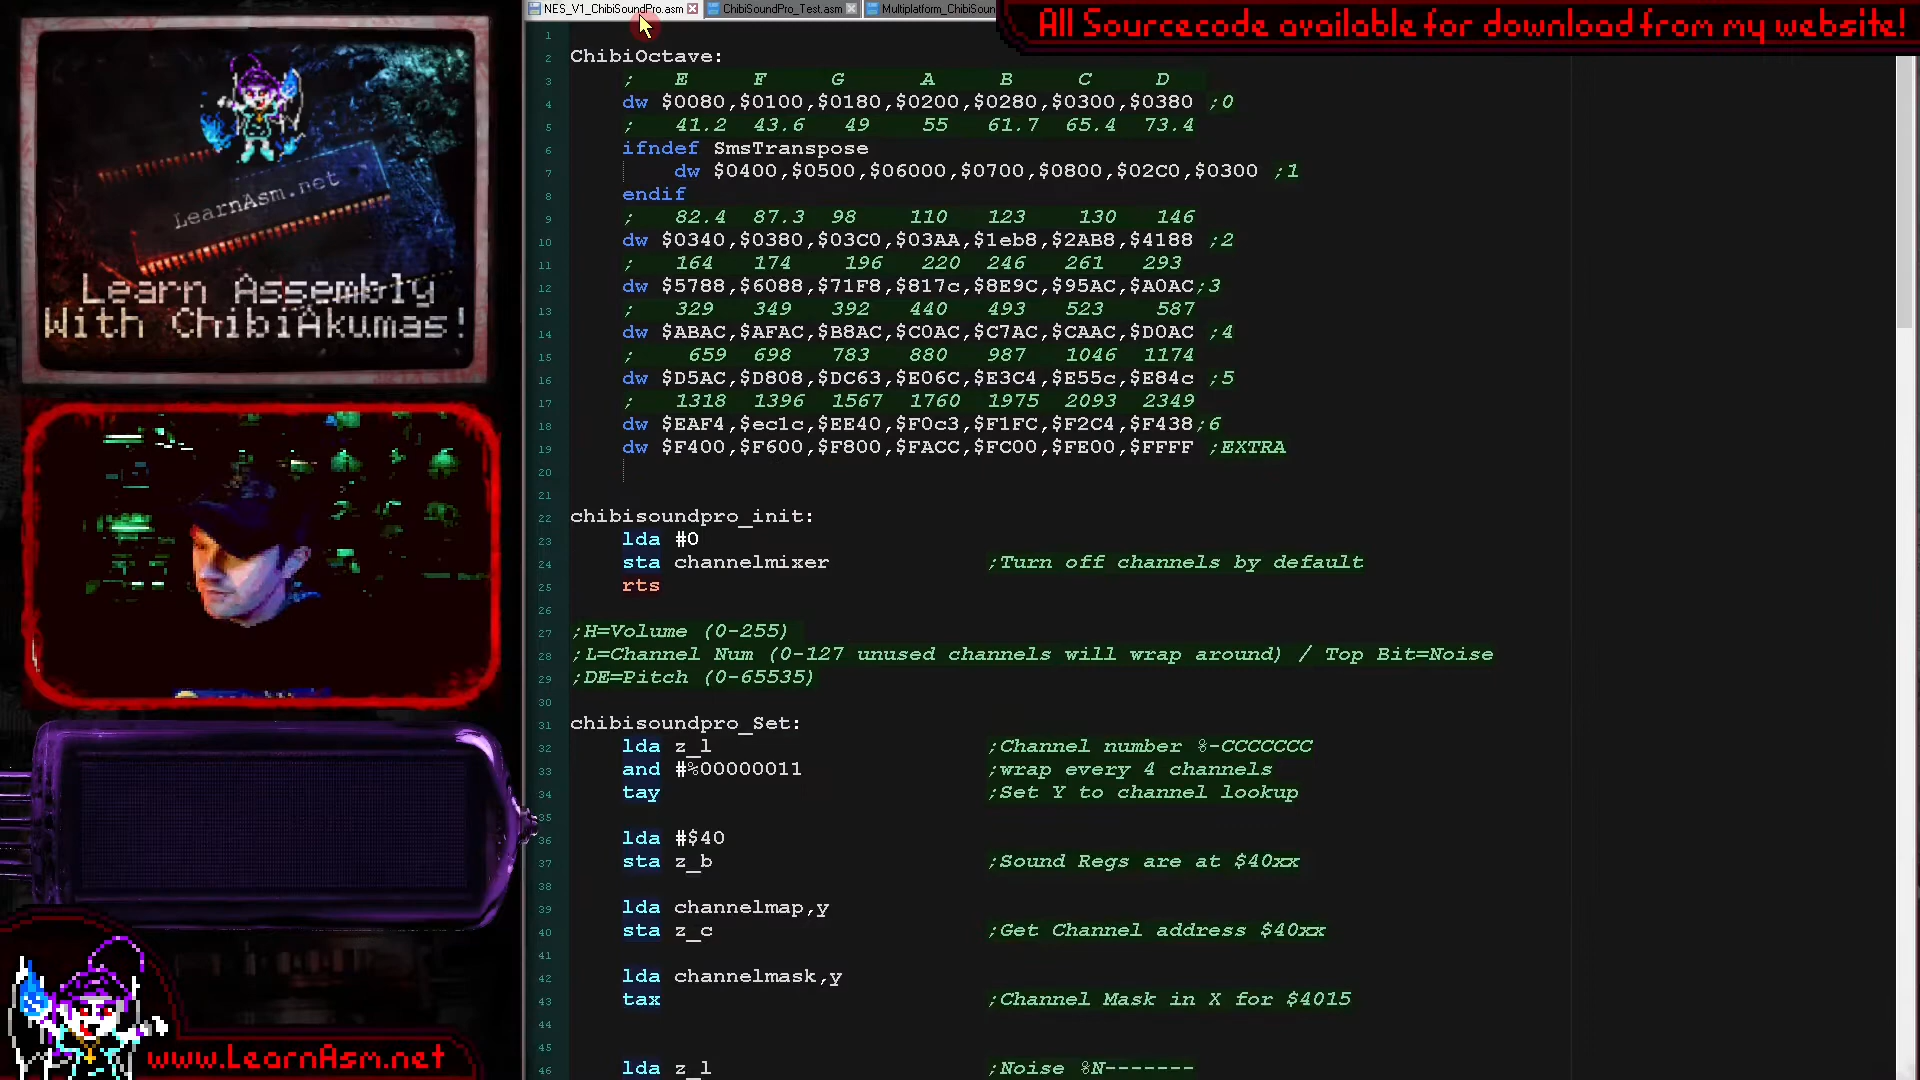 NES_V1_ChibiSoundPro.asm ChibiSoundPro_Test.asm Multiplatform_ChibiSoun
All Sourcecode available for download from my website!
LearnAsm.net
Learn Assembly
With ChibiAkumas!
www.LearnAsm.net
1
2 ChibiOctave:
3 ; E F G A B C D
4 dw $0080,$0100,$0180,$0200,$0280,$0300,$0380 ;0
5 ; 41.2 43.6 49 55 61.7 65.4 73.4
6 ifndef SmsTranspose
7 dw $0400,$0500,$06000,$0700,$0800,$02C0,$0300 ;1
8 endif
9 ; 82.4 87.3 98 110 123 130 146
10 dw $0340,$0380,$03C0,$03AA,$1eb8,$2AB8,$4188 ;2
11 ; 164 174 196 220 246 261 293
12 dw $5788,$6088,$71F8,$817c,$8E9C,$95AC,$A0AC;3
13 ; 329 349 392 440 493 523 587
14 dw $ABAC,$AFAC,$B8AC,$C0AC,$C7AC,$CAAC,$D0AC ;4
15 ; 659 698 783 880 987 1046 1174
16 dw $D5AC,$D808,$DC63,$E06C,$E3C4,$E55c,$E84c ;5
17 ; 1318 1396 1567 1760 1975 2093 2349
18 dw $EAF4,$ec1c,$EE40,$F0c3,$F1FC,$F2C4,$F438;6
19 dw $F400,$F600,$F800,$FACC,$FC00,$FE00,$FFFF ;EXTRA
20
21
22 chibisoundpro_init:
23 lda #0
24 sta channelmixer ;Turn off channels by default
25 rts
26
27 ;H=Volume (0-255)
28 ;L=Channel Num (0-127 unused channels will wrap around) / Top Bit=Noise
29 ;DE=Pitch (0-65535)
30
31 chibisoundpro_Set:
32 lda z_l ;Channel number %-CCCCCCC
33 and #%00000011 ;wrap every 4 channels
34 tay ;Set Y to channel lookup
35
36 lda #$40
37 sta z_b ;Sound Regs are at $40xx
38
39 lda channelmap,y
40 sta z_c ;Get Channel address $40xx
41
42 lda channelmask,y
43 tax ;Channel Mask in X for $4015
44
45
46 lda z_l ;Noise %N-------